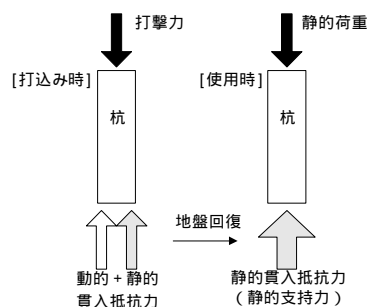 打撃力
静的荷重
[打込み時]
[使用時]
杭
杭
地盤回復
動的+静的
貫入抵抗力
静的貫入抵抗力
(静的支持力)